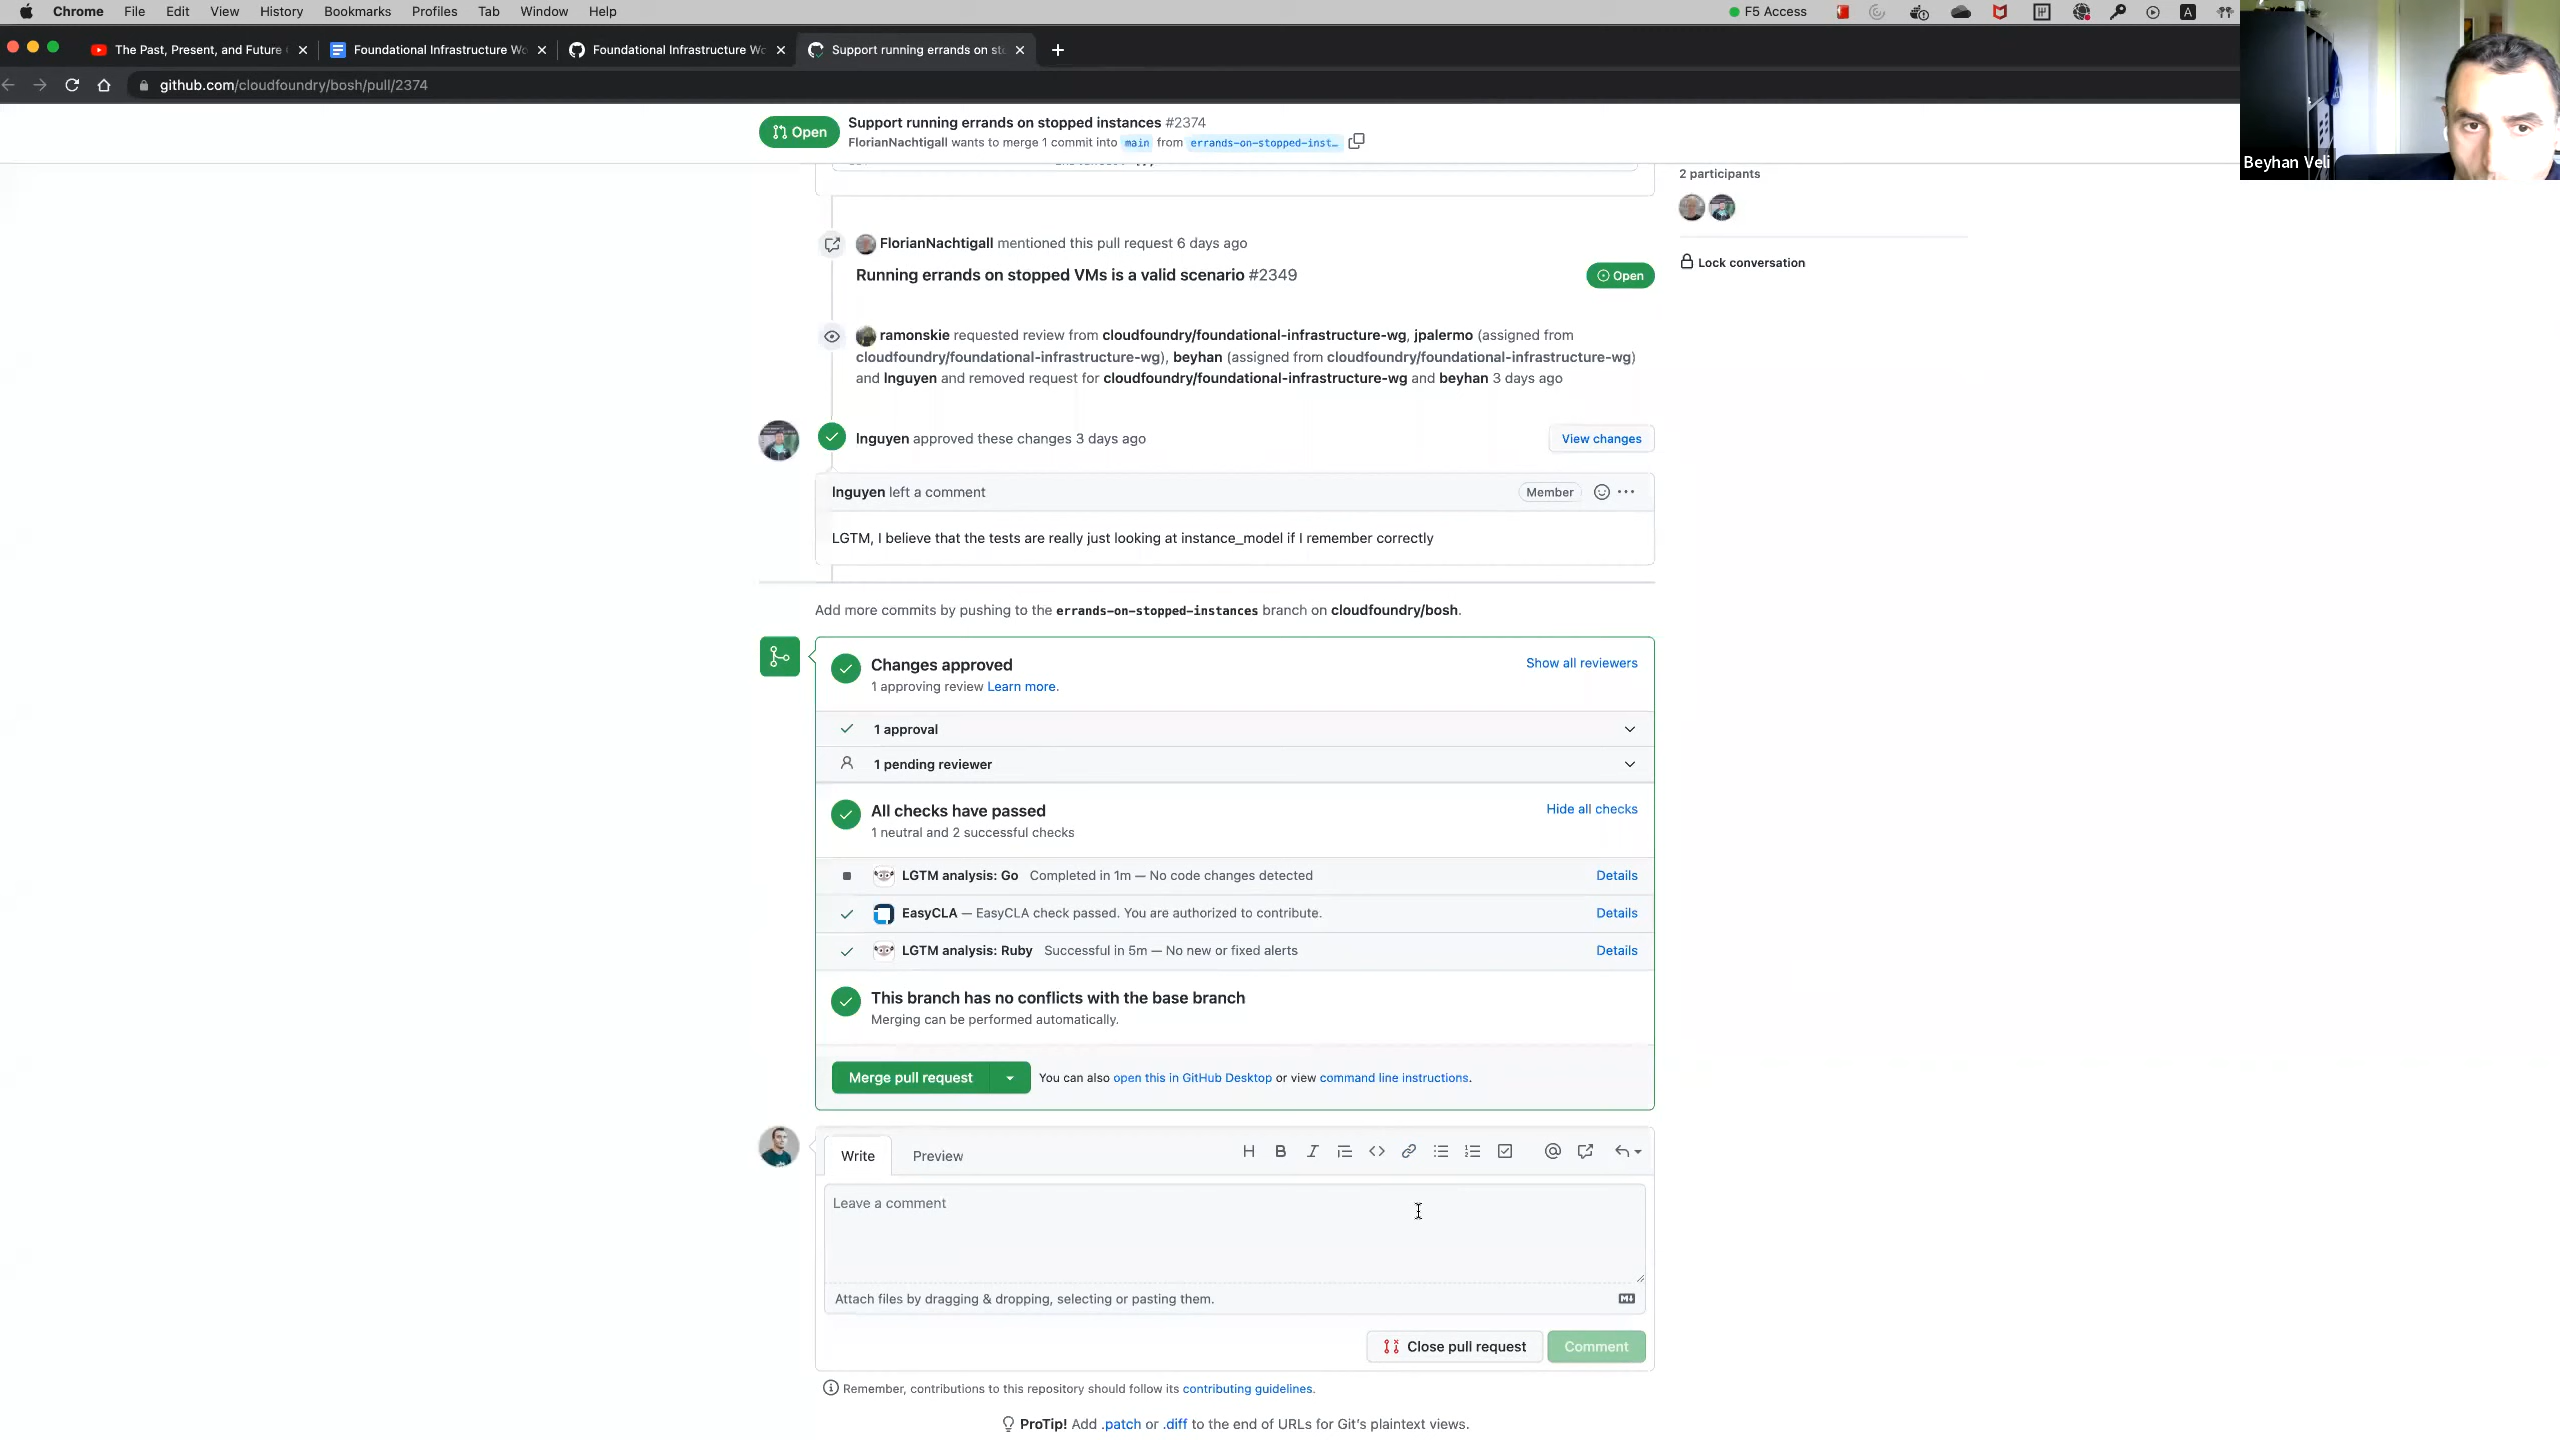 Chrome File Edit View History Bookmarks Profiles Tab Window Help F5 Access
The Past, Present, and Future
Foundational Infrastructure Wo
Foundational Infrastructure Wo
Support running errands on sto
github.com/cloudfoundry/bosh/pull/2374
Beyhan Veli
Open
Support running errands on stopped instances #2374
FlorianNachtigall wants to merge 1 commit into main from errands-on-stopped-inst…
2 participants
Lock conversation
FlorianNachtigall mentioned this pull request 6 days ago
Running errands on stopped VMs is a valid scenario #2349
Open
ramonskie requested review from cloudfoundry/foundational-infrastructure-wg, jpalermo (assigned from
cloudfoundry/foundational-infrastructure-wg), beyhan (assigned from cloudfoundry/foundational-infrastructure-wg)
and lnguyen and removed request for cloudfoundry/foundational-infrastructure-wg and beyhan 3 days ago
lnguyen approved these changes 3 days ago
View changes
lnguyen left a comment
Member
LGTM, I believe that the tests are really just looking at instance_model if I remember correctly
Add more commits by pushing to the errands-on-stopped-instances branch on cloudfoundry/bosh.
Changes approved
Show all reviewers
1 approving review Learn more.
1 approval
1 pending reviewer
All checks have passed
Hide all checks
1 neutral and 2 successful checks
LGTM analysis: Go Completed in 1m — No code changes detected Details
EasyCLA — EasyCLA check passed. You are authorized to contribute. Details
LGTM analysis: Ruby Successful in 5m — No new or fixed alerts Details
This branch has no conflicts with the base branch
Merging can be performed automatically.
Merge pull request
You can also open this in GitHub Desktop or view command line instructions.
Write Preview
Leave a comment
Attach files by dragging & dropping, selecting or pasting them.
Close pull request
Comment
Remember, contributions to this repository should follow its contributing guidelines.
ProTip! Add .patch or .diff to the end of URLs for Git's plaintext views.